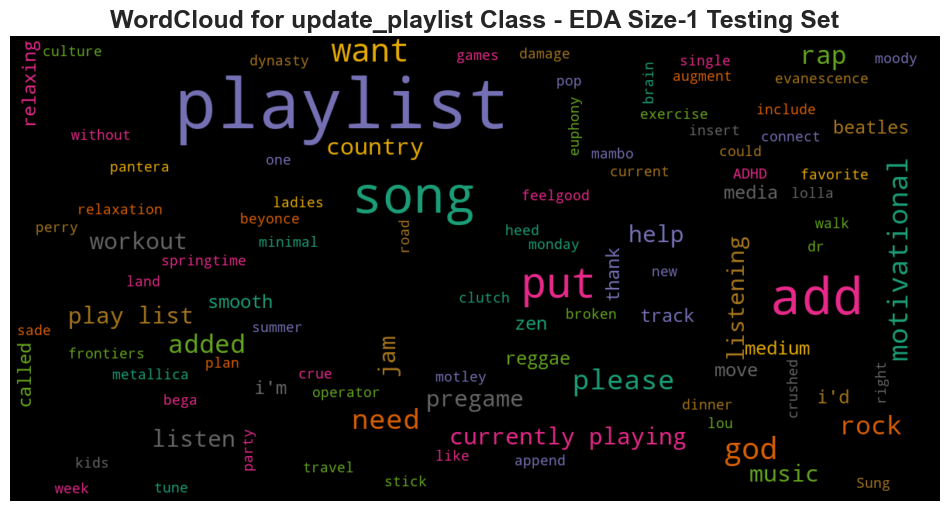 WordCloud for update_playlist Class - EDA Size-1 Testing Set
relaxing
culture
dynasty
want
games
damage
single
rap
moody
playlist
pop
brain
augment
evanescence
euphony
exercise
include
without
country
insert
connect
beatles
pantera
one
mambo
could
current
ADHD
favorite
song
feelgood
media
lolla
motivational
relaxation
ladies
beyonce
perry
road
heed
help
walk
workout
minimal
monday
listening
dr
springtime
thank
new
land
put
add
smooth
clutch
broken
track
play list
zen
sade
summer
added
jam
reggae
medium
called
frontiers
plan
metallica
crue
motley
please
move
crushed
right
i'm
operator
bega
pregame
i'd
dinner
need
lou
rock
listen
party
currently playing
god
like
kids
travel
append
music
stick
week
tune
Sung